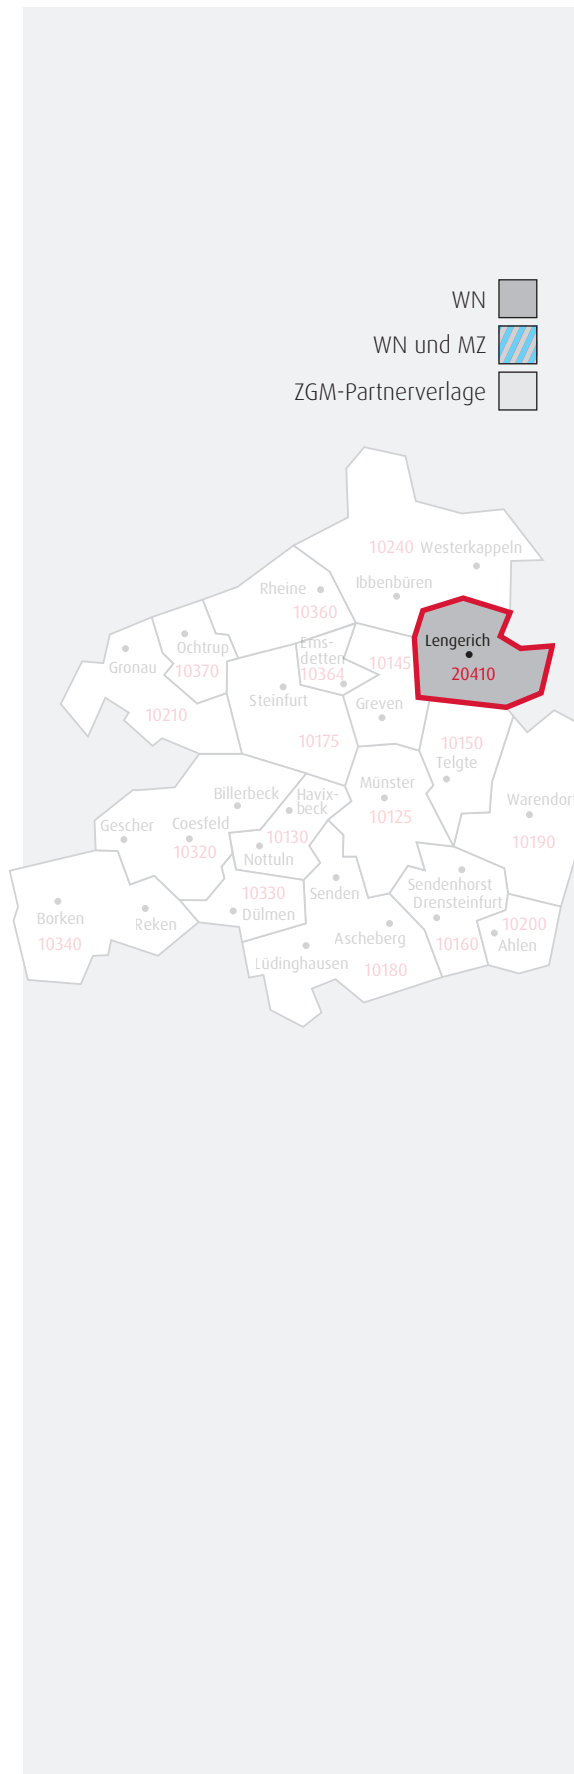 WN
WN und MZ
ZGM-Partnerverlage
10240 Westerkappeln
Ibbenbüren
Rheine
10360
Lengerich
20410
Ochtrup
10370
Gronau
10210
Ems-
detten
10364
10145
Steinfurt
10175
Greven
10150
Telgte
Münster
10125
Warendorf
10190
Billerbeck
Havix-
beck
Gescher
Coesfeld
10320
10130
Nottuln
10330
Dülmen
Senden
Sendenhorst
Drensteinfurt
10160
10200
Ahlen
Borken
10340
Reken
Ascheberg
Lüdinghausen
10180